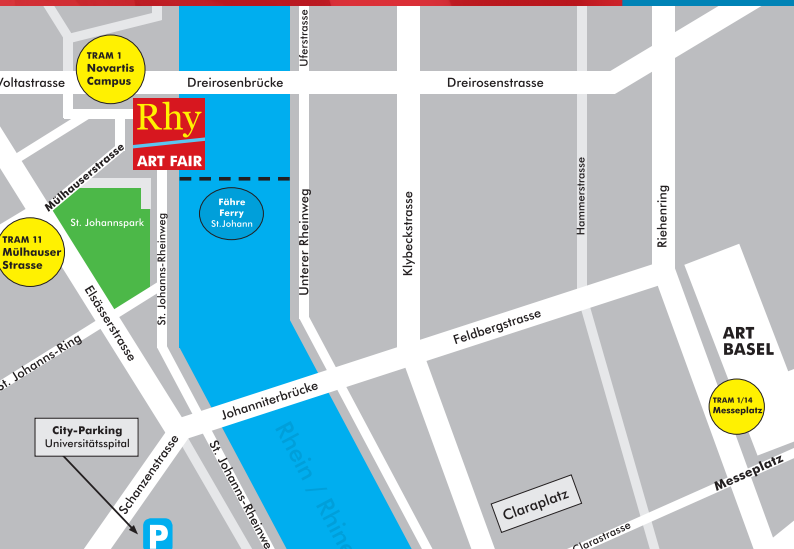 Uferstrasse
TRAM 1
Novartis
Campus
Voltastrasse
Dreirosenbrücke
Dreirosenstrasse
Rhy
ART FAIR
Mülhauserstrasse
Fähre
Ferry
St.Johann
St. Johannspark
St. Johanns-Rheinweg
Unterer Rheinweg
Klybeckstrasse
Hammerstrasse
Riehenring
TRAM 11
Mülhauser
Strasse
Elsässerstrasse
St. Johanns-Ring
Feldbergstrasse
ART
BASEL
Johanniterbrücke
TRAM 1/14
Messeplatz
City-Parking
Universitätsspital
Schanzenstrasse
St. Johanns-Rheinwe
Rhein / Rhine
Claraplatz
Messeplatz
Clarastrasse
P